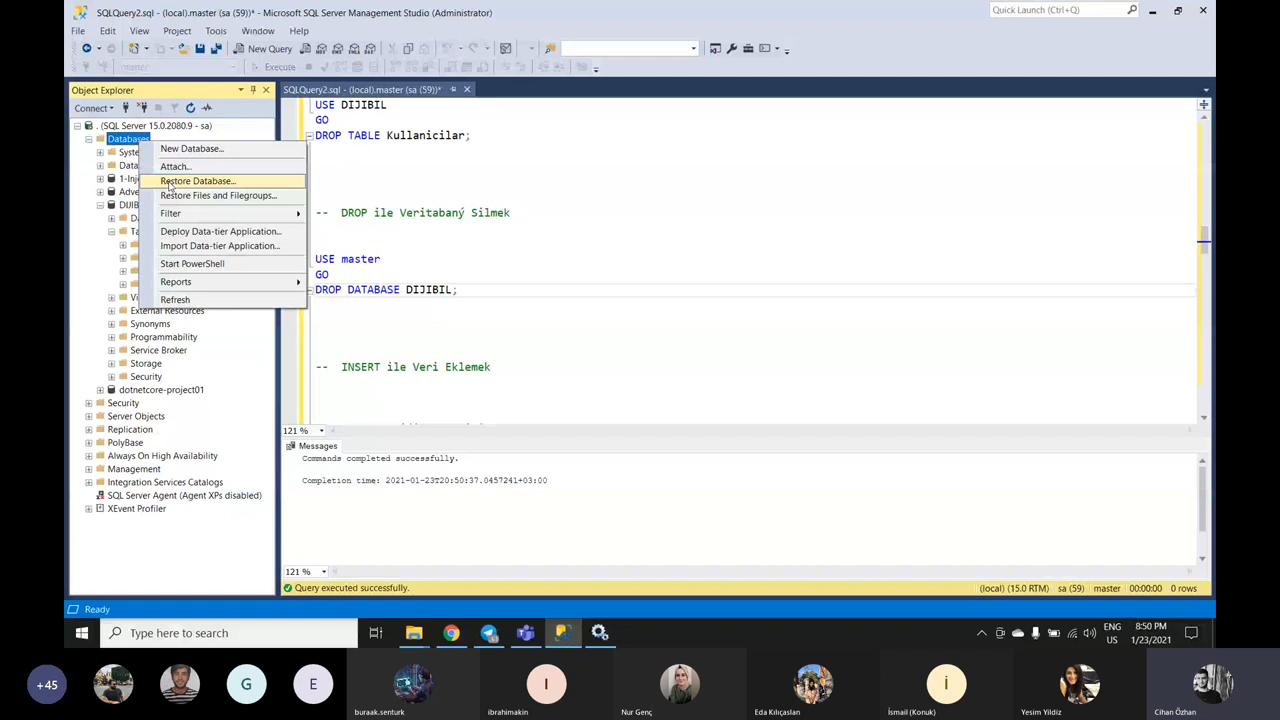 SQLQuery2.sql - (local).master (sa (59))* - Microsoft SQL Server Management Studio (Administrator)
Quick Launch (Ctrl+Q)
File Edit View Project Tools Window Help
New Query
master
Execute
Object Explorer
Connect
. (SQL Server 15.0.2080.9 - sa)
Databases
1-Inj
DIJIB
External Resources
Synonyms
Programmability
Service Broker
Storage
Security
dotnetcore-project01
Security
Server Objects
Replication
PolyBase
Always On High Availability
Management
Integration Services Catalogs
SQL Server Agent (Agent XPs disabled)
XEvent Profiler
New Database...
Attach...
Restore Database...
Restore Files and Filegroups...
Filter
Deploy Data-tier Application...
Import Data-tier Application...
Start PowerShell
Reports
Refresh
SQLQuery2.sql - (local).master (sa (59))*
USE DIJIBIL
GO
DROP TABLE Kullanicilar;
-- DROP ile Veritabaný Silmek
USE master
GO
DROP DATABASE DIJIBIL;
-- INSERT ile Veri Eklemek
121 %
Messages
Commands completed successfully.
Completion time: 2021-01-23T20:50:37.0457241+03:00
121 %
Query executed successfully.
(local) (15.0 RTM) sa (59) master 00:00:00 0 rows
Ready
Type here to search
ENG
US
8:50 PM
1/23/2021
+45
G
E
buraak.senturk
I
ibrahimakin
Nur Genç
Eda Kılıçaslan
İ
İsmail (Konuk)
Yesim Yildiz
Cihan Özhan